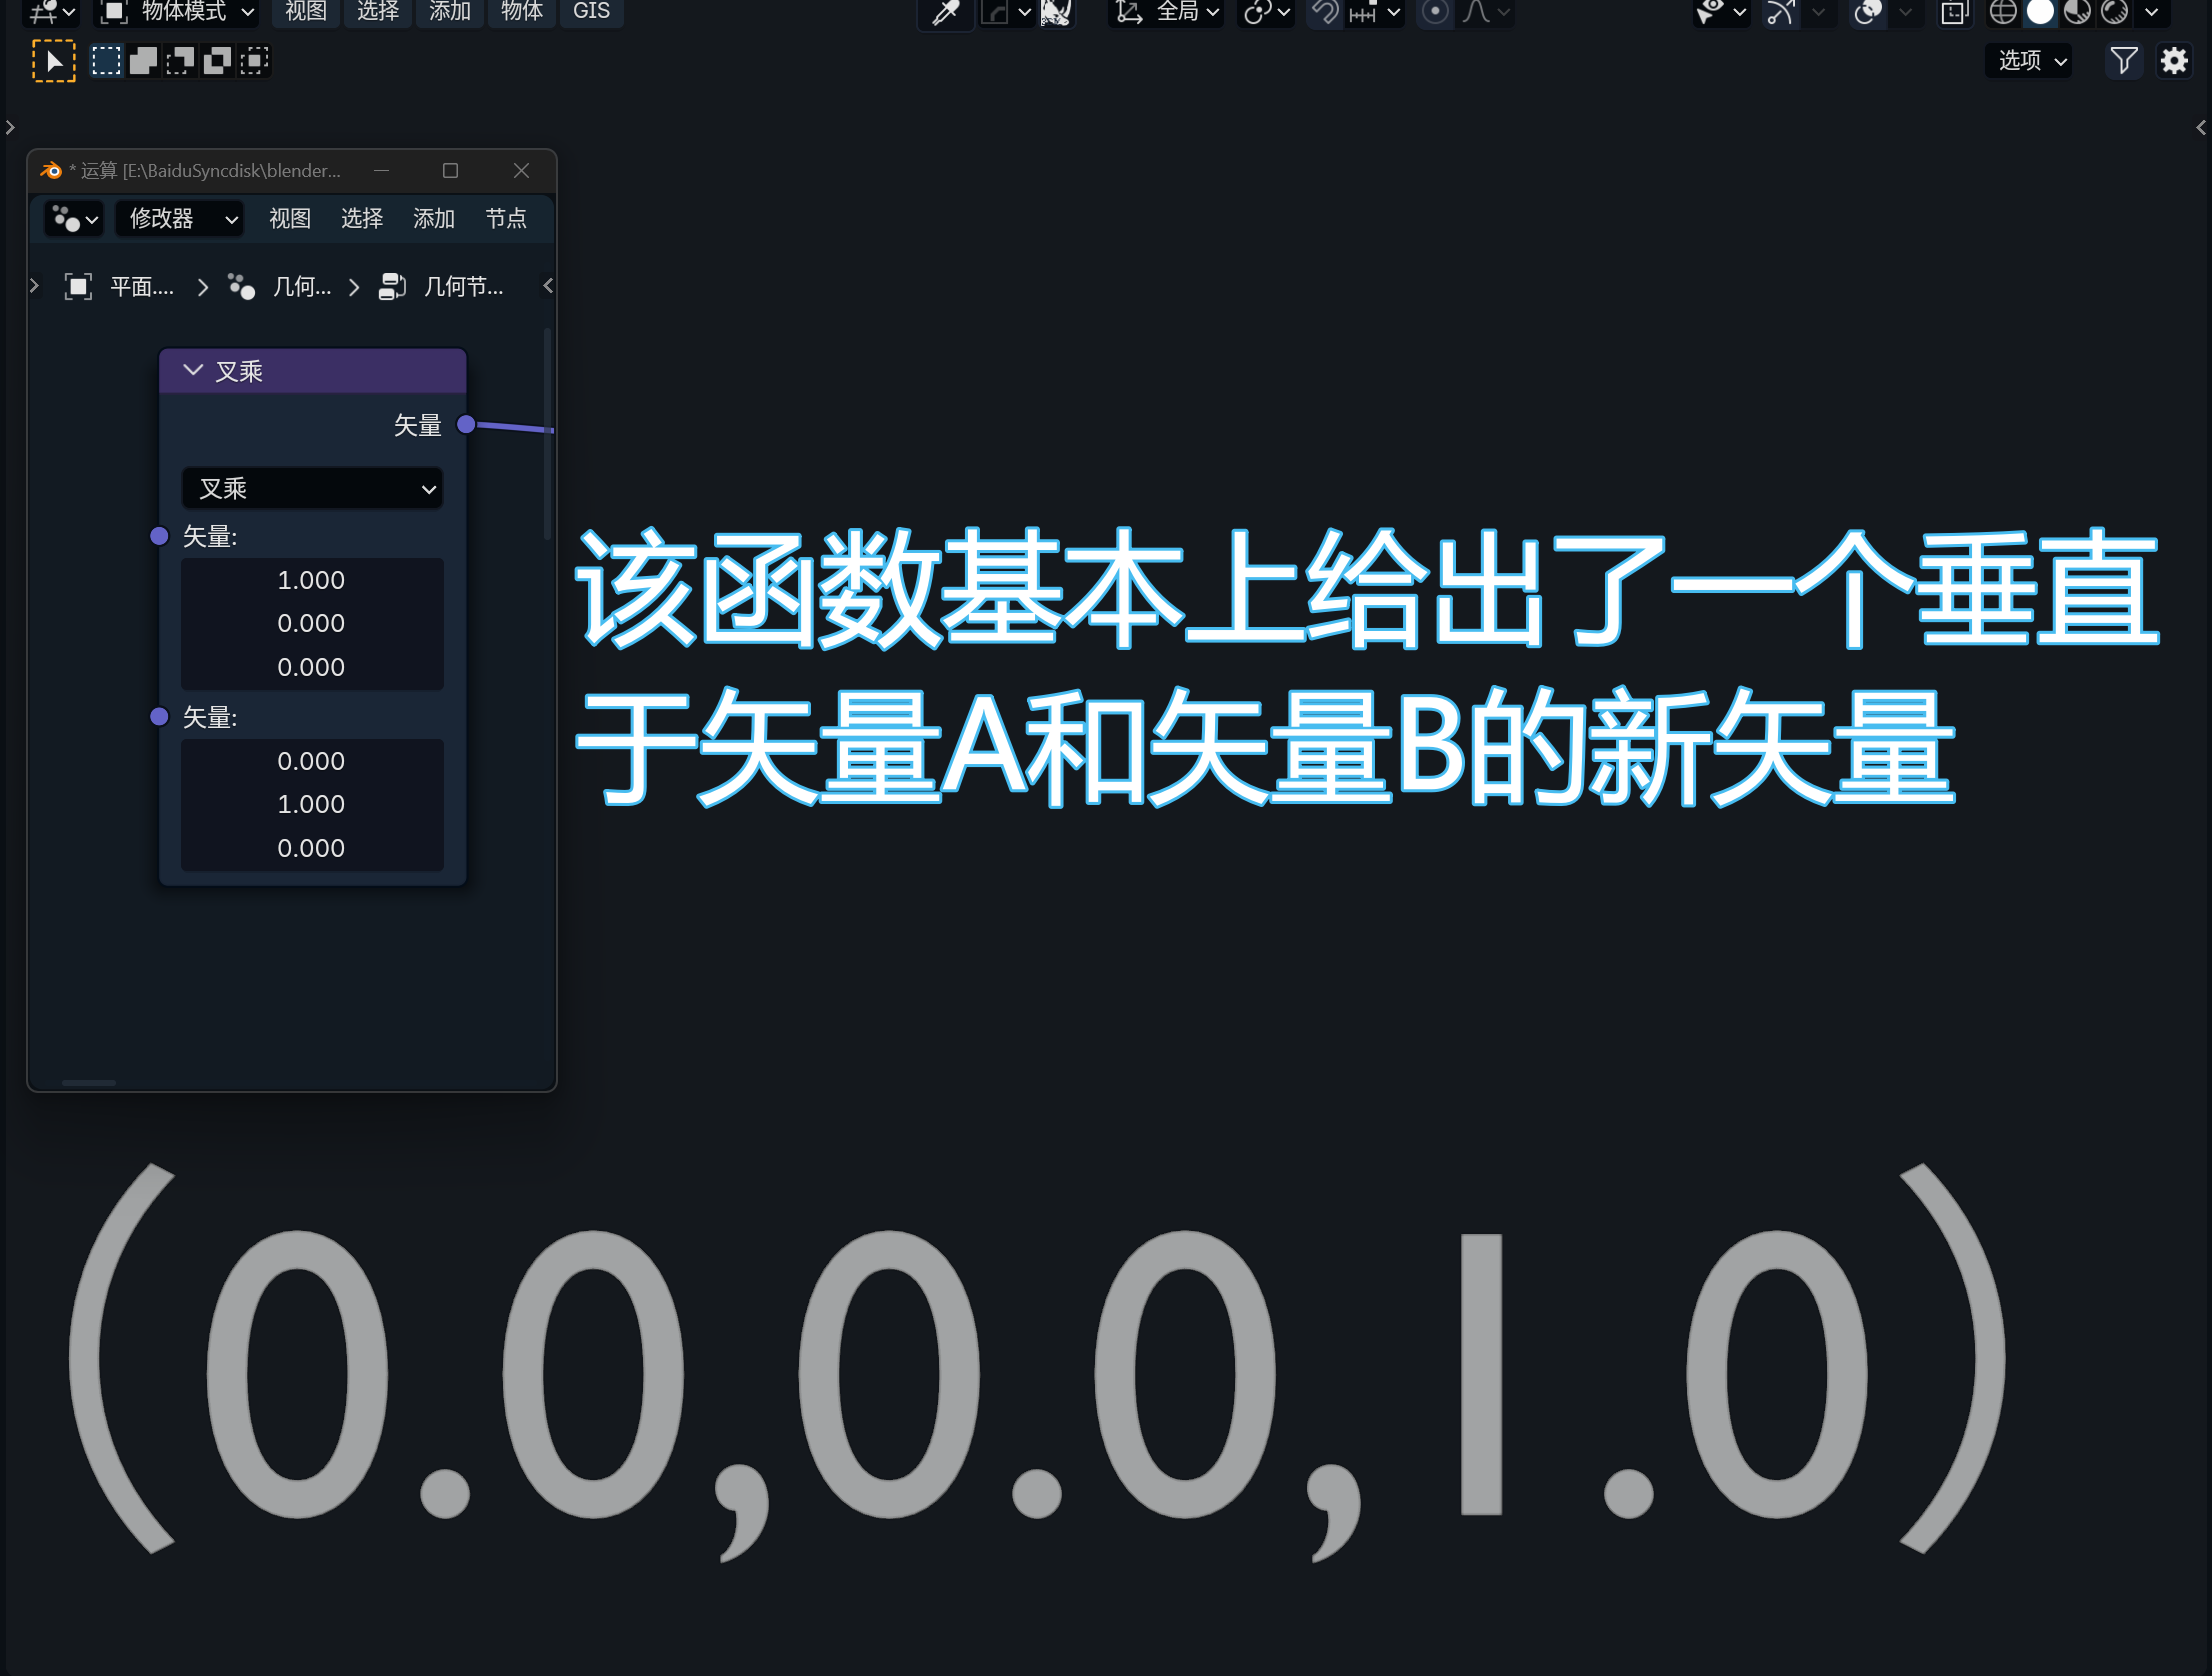 物体模式 视图 选择 添加 物体 GIS 全局
选项
* 运算 [E:\BaiduSyncdisk\blender...
修改器 视图 选择 添加 节点
平面.... 几何... 几何节...
叉乘
矢量
叉乘
矢量:
1.000
0.000
0.000
矢量:
0.000
1.000
0.000
该函数基本上给出了一个垂直
于矢量A和矢量B的新矢量
(0.0,0.0,1.0)